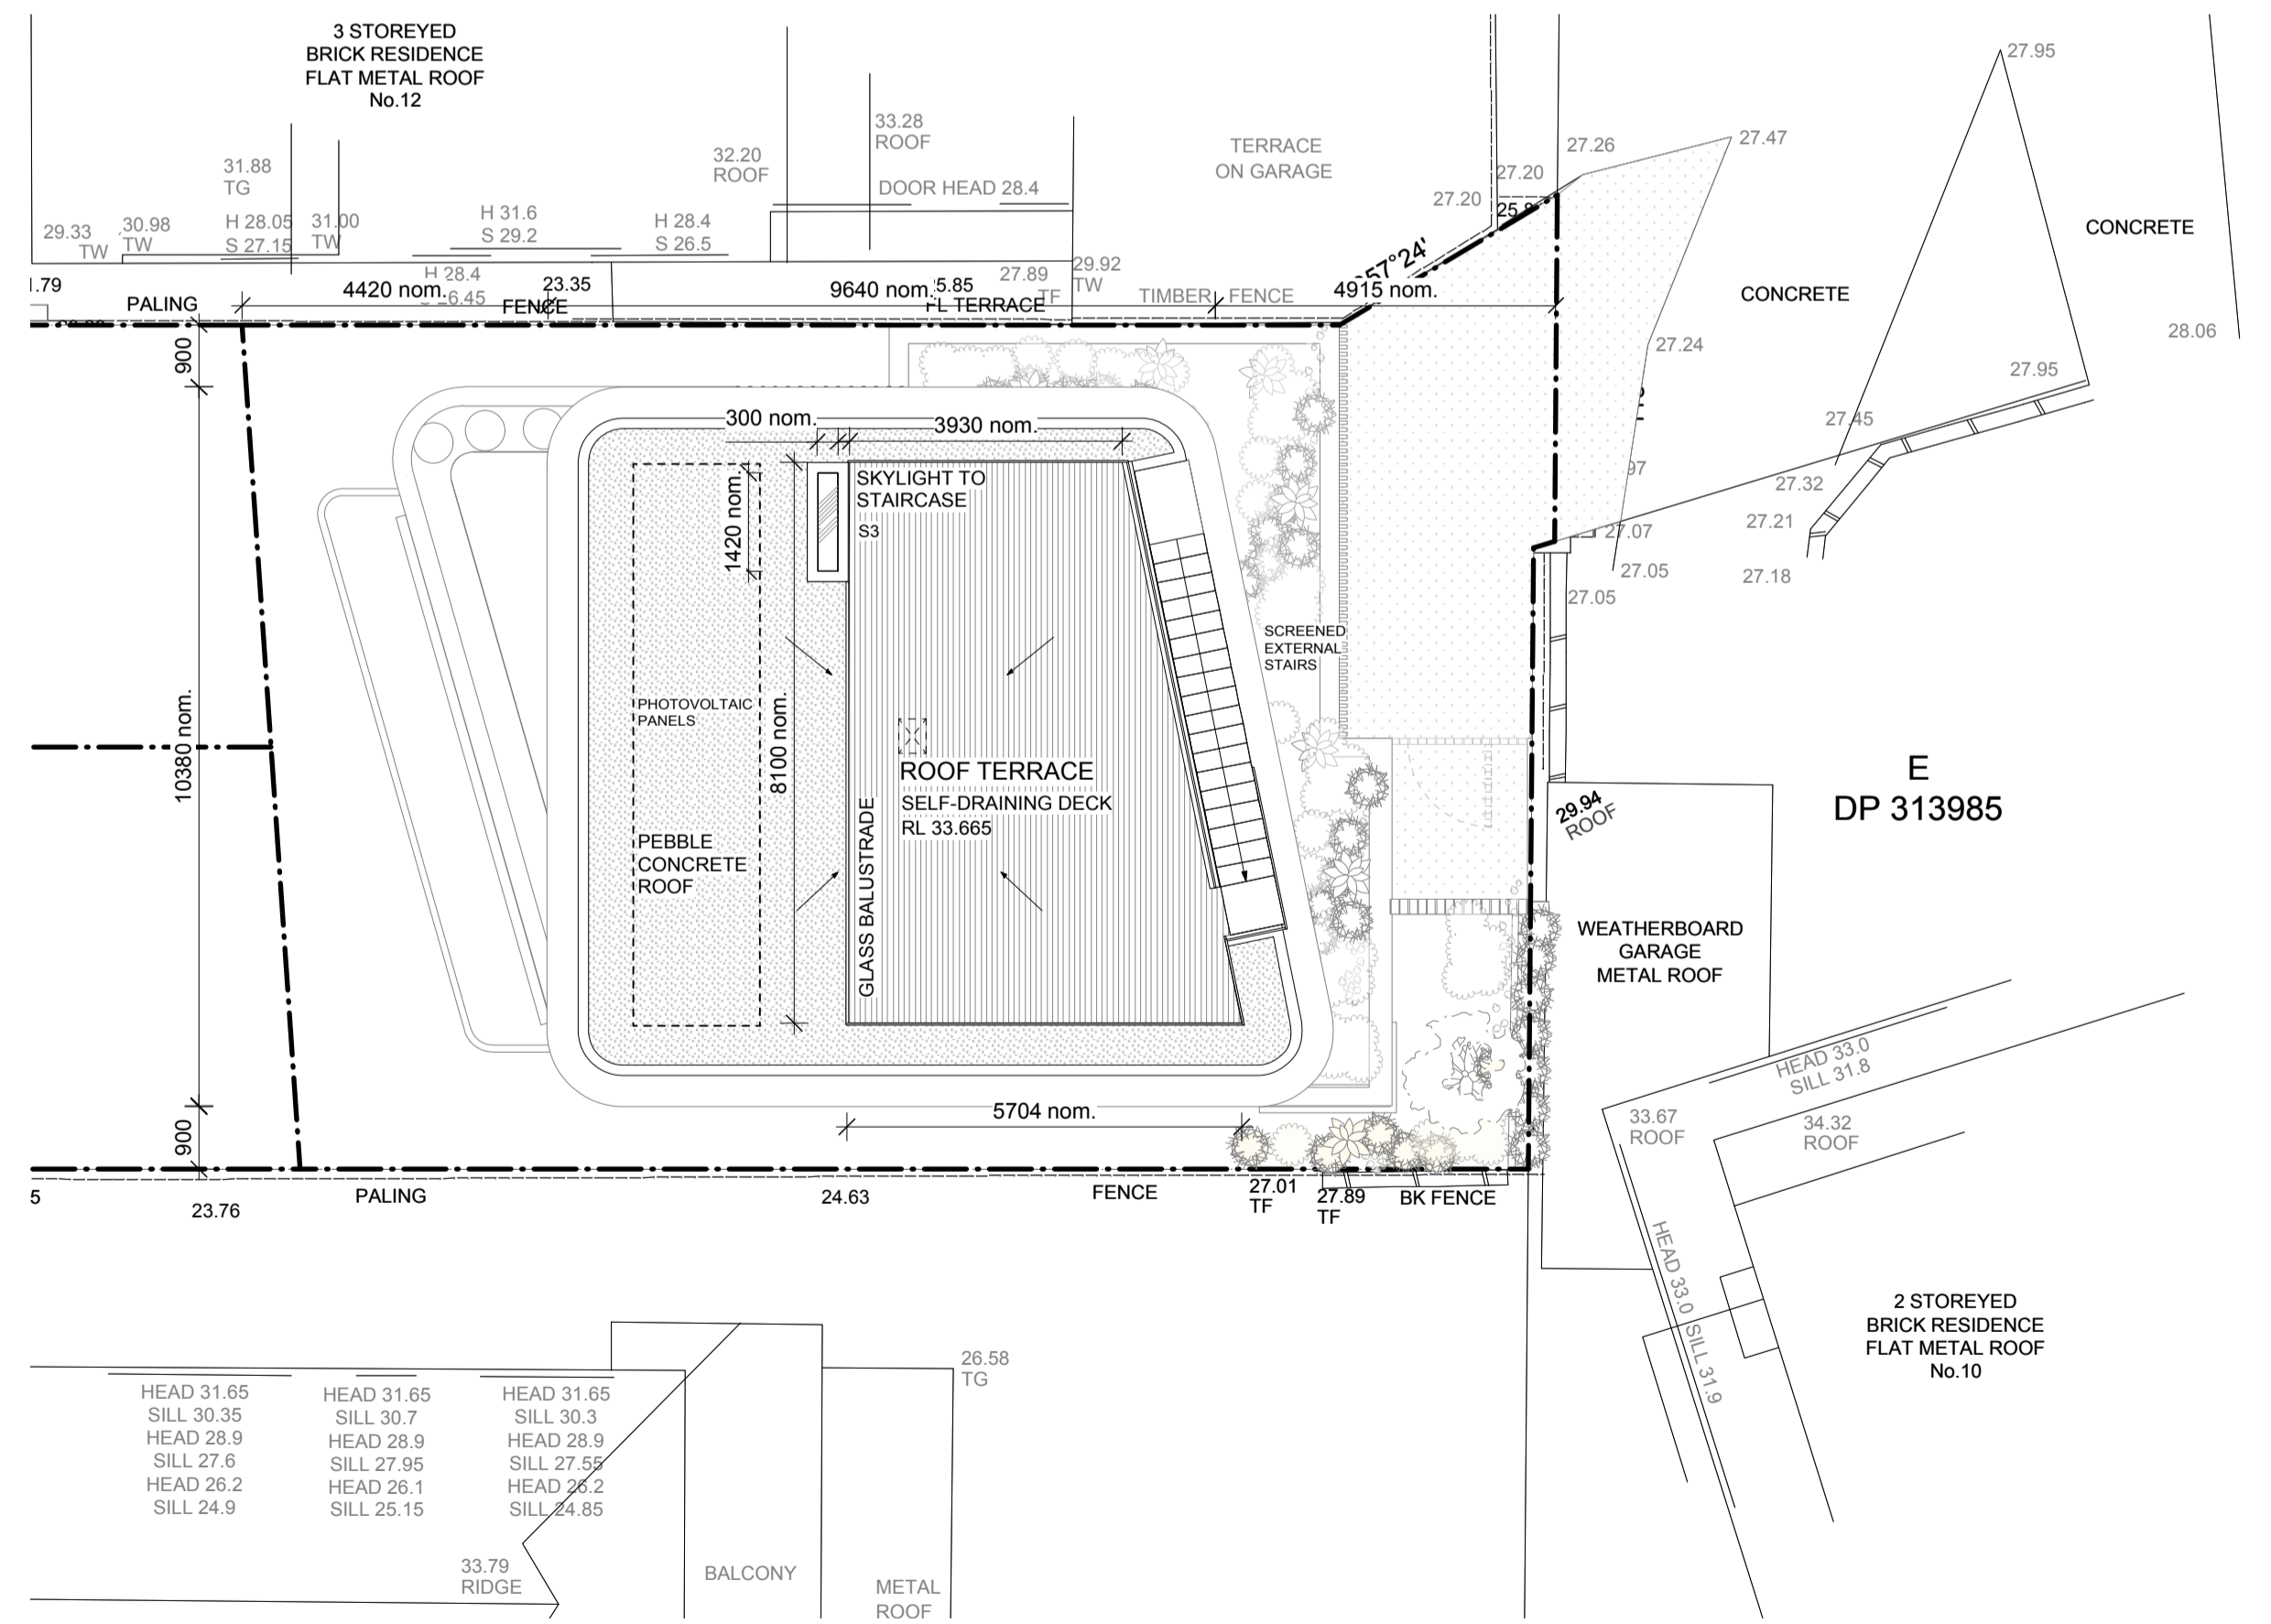 3 STOREYED
BRICK RESIDENCE
FLAT METAL ROOF
No.12
27.95
33.28
ROOF
27.47
27.26
TERRACE
ON GARAGE
32.20
ROOF
31.88
TG
27.20
DOOR HEAD 28.4
27.20
H 31.6
S 29.2
H 28.4
S 26.5
H 28.05
S 27.15
31.00
TW
30.98
TW
29.33
TW
CONCRETE
H 28.4
27.89
TF
29.92
TW
57°24'
23.35
4420 nom.
9640 nom.
5.85
FL TERRACE
TIMBER FENCE
4915 nom.
CONCRETE
PALING
FENCE
28.06
27.24
27.95
900
300 nom.
3930 nom.
27.45
SKYLIGHT TO
STAIRCASE
S3
1420 nom.
27.32
27.21
27.07
27.05
27.18
27.05
SCREENED
EXTERNAL
STAIRS
PHOTOVOLTAIC
PANELS
10380 nom.
8100 nom.
ROOF TERRACE
SELF-DRAINING DECK
RL 33.665
E
DP 313985
29.94
ROOF
PEBBLE
CONCRETE
ROOF
GLASS BALUSTRADE
WEATHERBOARD
GARAGE
METAL ROOF
HEAD 33.0
SILL 31.8
5704 nom.
33.67
ROOF
34.32
ROOF
900
5
23.76
PALING
24.63
FENCE
27.01
TF
27.89
TF
BK FENCE
HEAD 33.0 SILL 31.9
2 STOREYED
BRICK RESIDENCE
FLAT METAL ROOF
No.10
26.58
TG
HEAD 31.65
SILL 30.35
HEAD 28.9
SILL 27.6
HEAD 26.2
SILL 24.9
HEAD 31.65
SILL 30.7
HEAD 28.9
SILL 27.95
HEAD 26.1
SILL 25.15
HEAD 31.65
SILL 30.3
HEAD 28.9
SILL 27.55
HEAD 26.2
SILL 24.85
33.79
RIDGE
BALCONY
METAL
ROOF